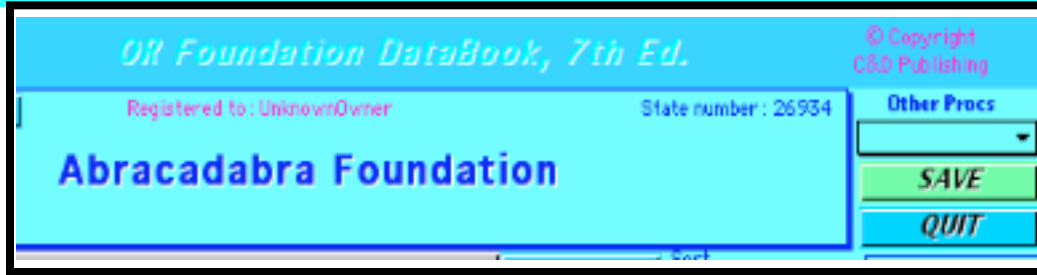 OR Foundation DataBook, 7th Ed.
© Copyright
C&D Publishing
Registered to : UnknownOwner
State number : 26934
Other Procs
Abracadabra Foundation
SAVE
QUIT
Sort